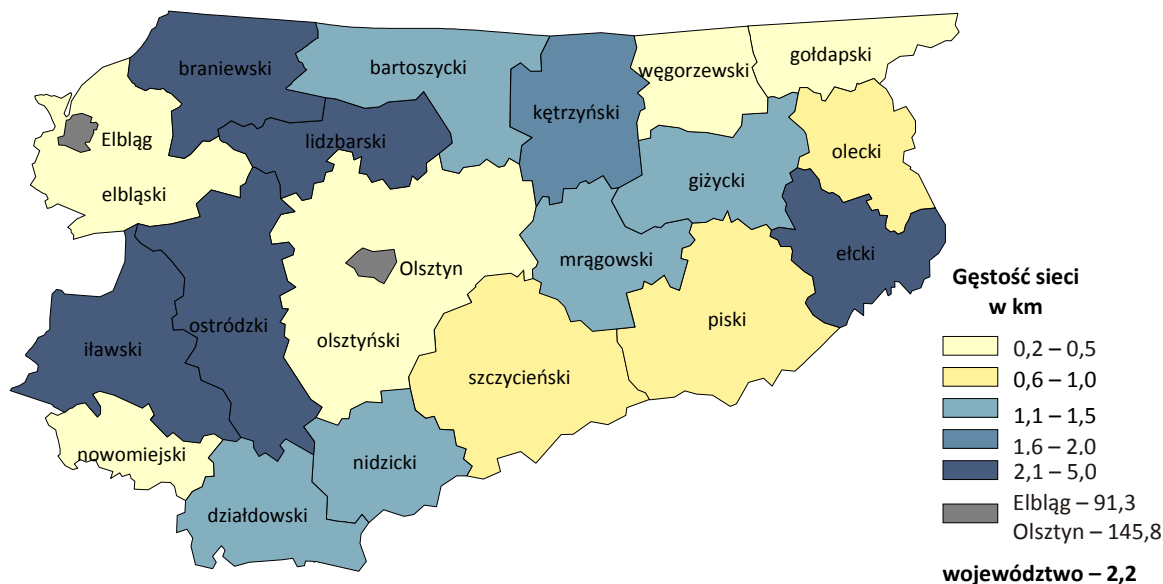 gołdapski
braniewski
bartoszycki
węgorzewski
kętrzyński
Elbląg
lidzbarski
olecki
giżycki
elbląski
ełcki
mrągowski
Olsztyn
Gęstość sieci
w km
ostródzki
piski
olsztyński
iławski
0,2 – 0,5
szczycieński
0,6 – 1,0
1,1 – 1,5
1,6 – 2,0
nowomiejski
nidzicki
2,1 – 5,0
Elbląg – 91,3
działdowski
Olsztyn – 145,8
województwo – 2,2